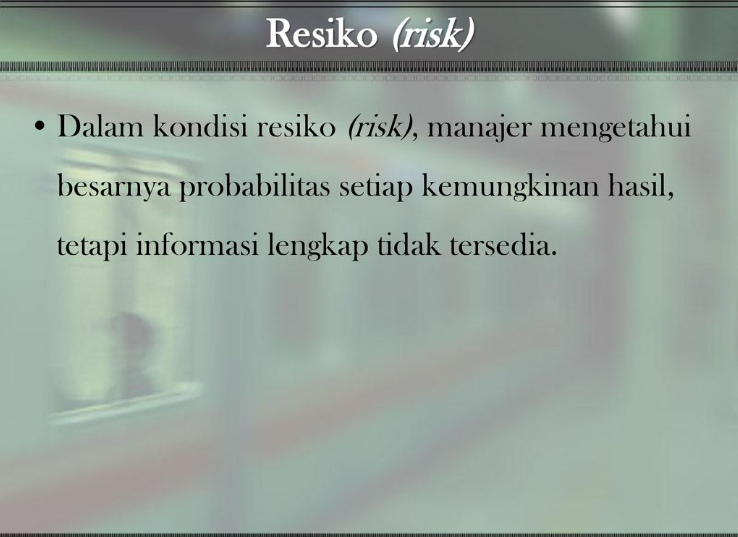 Resiko (risk)
• Dalam kondisi resiko (risk), manajer mengetahui
besarnya probabilitas setiap kemungkinan hasil,
tetapi informasi lengkap tidak tersedia.